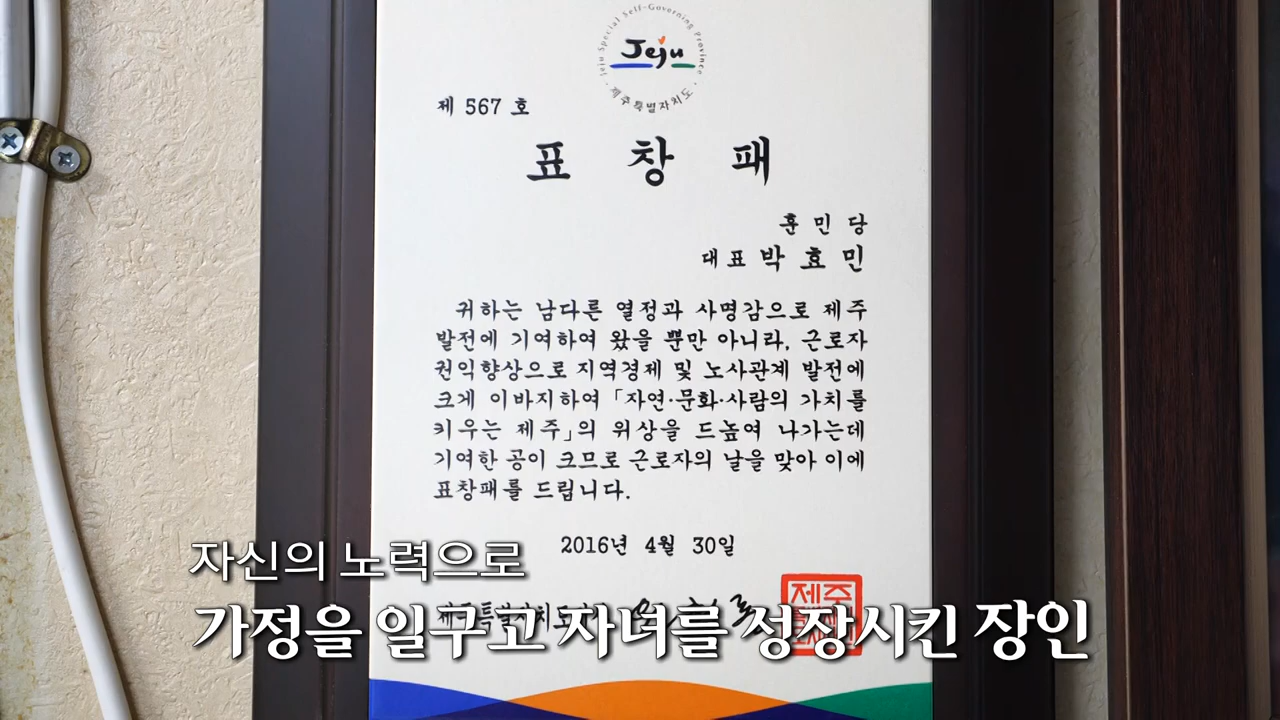 Jeju Special Self-Governing Province
Jeju
제주특별자치도
제 567 호
표 창 패
훈 민 당
대표 박 효 민
귀하는 남다른 열정과 사명감으로 제주
발전에 기여하여 왔을 뿐만 아니라, 근로자
권익향상으로 지역경제 및 노사관계 발전에
크게 이바지하여 「자연·문화·사람의 가치를
키우는 제주」의 위상을 드높여 나가는데
기여한 공이 크므로 근로자의 날을 맞아 이에
표창패를 드립니다.
2016년 4월 30일
자신의 노력으로
가정을 일구고 자녀를 성장시킨 장인